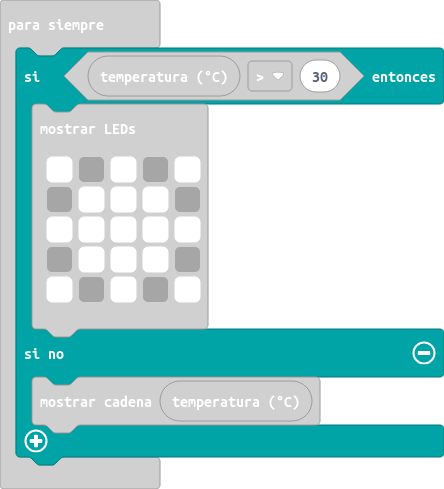 para siempre
si temperatura (°C) > 30 entonces
mostrar LEDs
si no
mostrar cadena temperatura (°C)